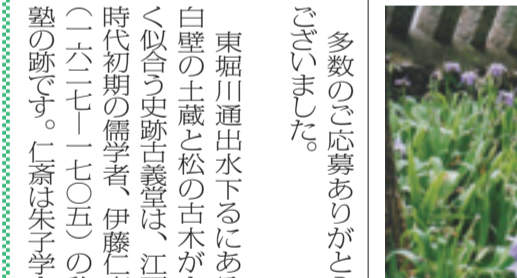 多数のご応募ありがと
ございました。
東堀川通出水下るにある
白壁の土蔵と松の古木が
く似合う史跡古義堂は、江
時代初期の儒学者、伊藤仁
(一六二七―一七〇五)の
塾の跡です。仁斎は朱子学